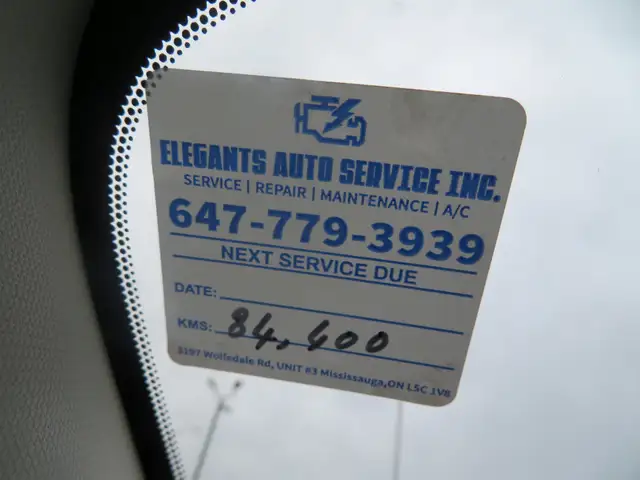 ELEGANTS AUTO SERVICE INC.
SERVICE | REPAIR | MAINTENANCE | A/C
647-779-3939
NEXT SERVICE DUE
DATE:
KMS: 84,400
3197 Wolfedale Rd, UNIT #3 Mississauga,ON L5C 1V8